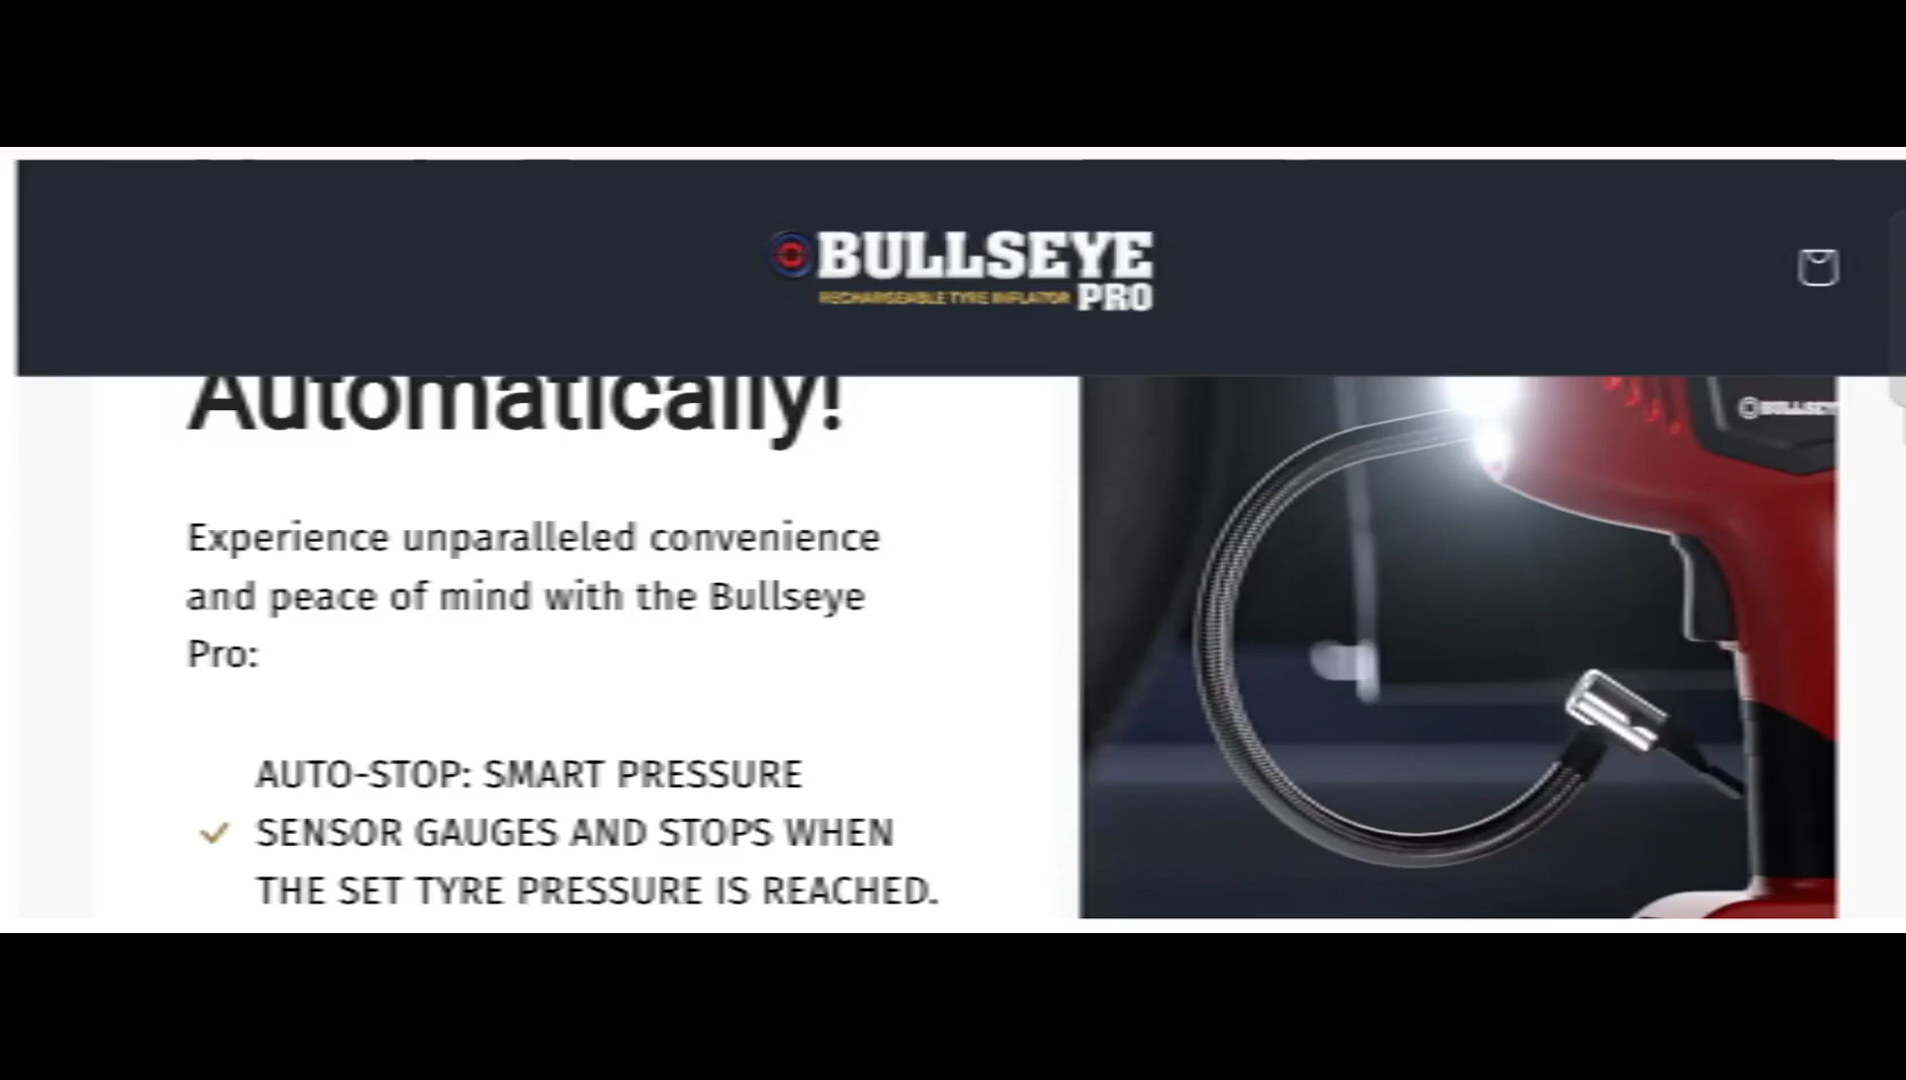 BULLSEYE
RECHARGEABLE TYRE INFLATOR PRO
Automatically!
BULLSEY
Experience unparalleled convenience
and peace of mind with the Bullseye
Pro:
AUTO-STOP: SMART PRESSURE
SENSOR GAUGES AND STOPS WHEN
THE SET TYRE PRESSURE IS REACHED.